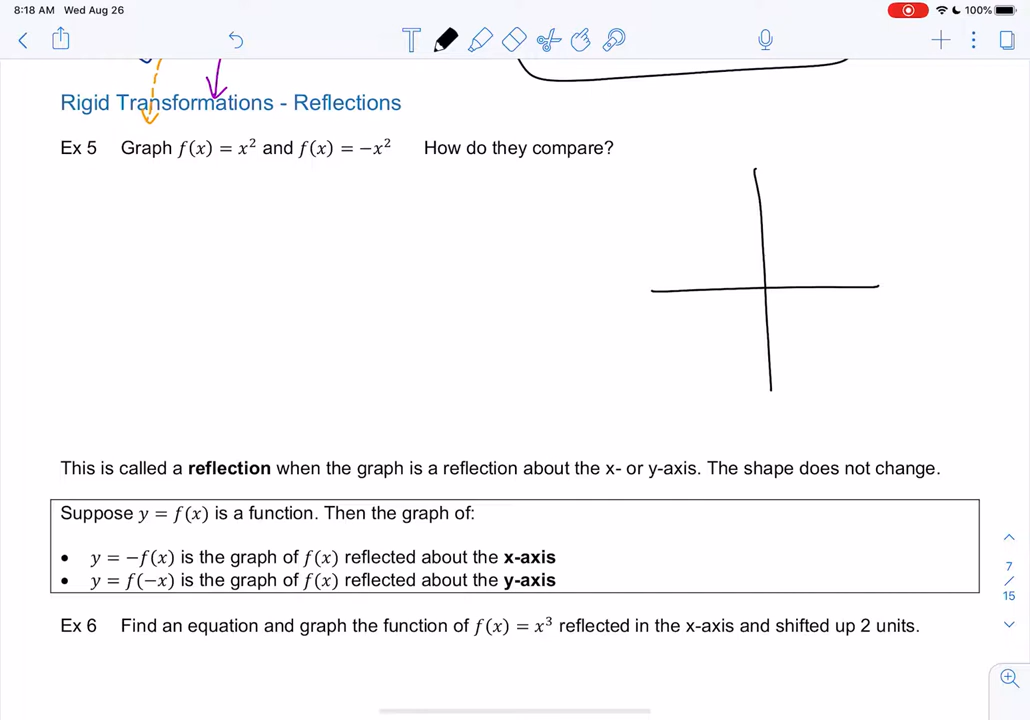 8:18 AM Wed Aug 26 100%
T
Rigid Transformations - Reflections
Ex 5 Graph f(x) = x² and f(x) = −x² How do they compare?
This is called a reflection when the graph is a reflection about the x- or y-axis. The shape does not change.
Suppose y = f(x) is a function. Then the graph of:
• y = −f(x) is the graph of f(x) reflected about the x-axis
• y = f(−x) is the graph of f(x) reflected about the y-axis
7
/
15
Ex 6 Find an equation and graph the function of f(x) = x³ reflected in the x-axis and shifted up 2 units.